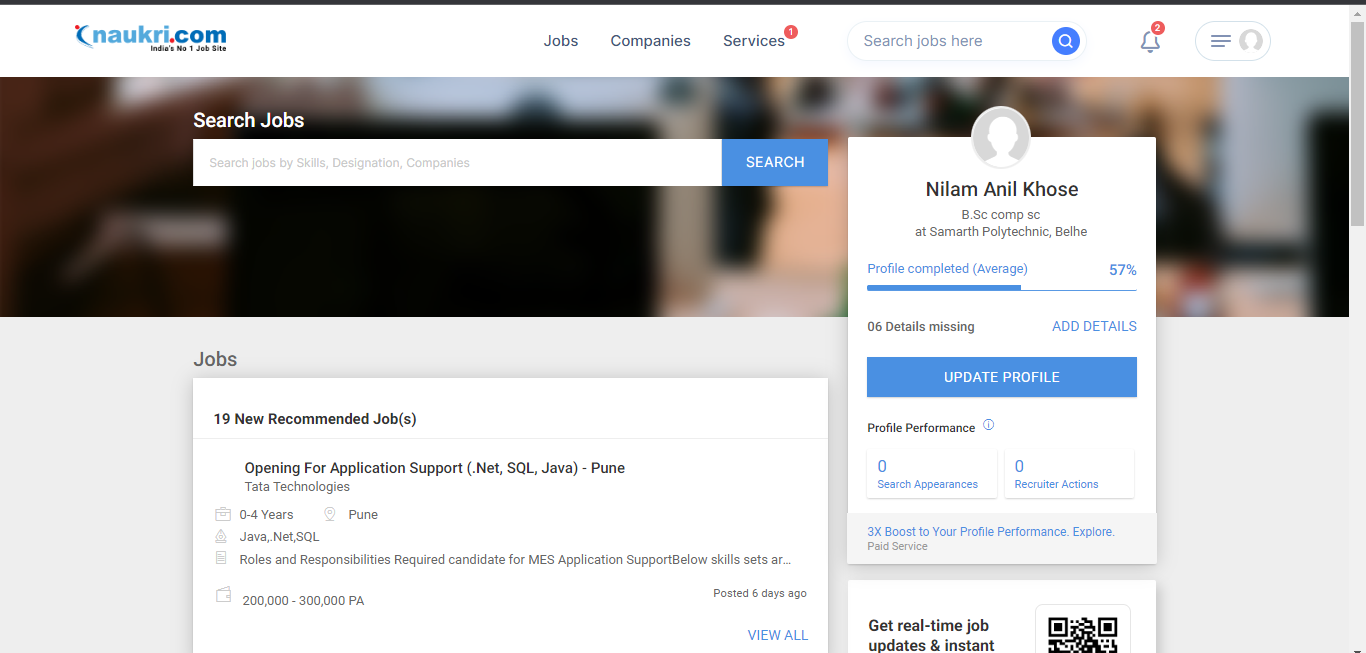 naukri.com
India's No 1 Job Site
Jobs
Companies
Services
1
Search jobs here
2
Search Jobs
Search jobs by Skills, Designation, Companies
SEARCH
Nilam Anil Khose
B.Sc comp sc
at Samarth Polytechnic, Belhe
Profile completed (Average)
57%
06 Details missing
ADD DETAILS
UPDATE PROFILE
Profile Performance
0
Search Appearances
0
Recruiter Actions
3X Boost to Your Profile Performance. Explore.
Paid Service
Jobs
19 New Recommended Job(s)
Opening For Application Support (.Net, SQL, Java) - Pune
Tata Technologies
0-4 Years
Pune
Java,.Net,SQL
Roles and Responsibilities Required candidate for MES Application SupportBelow skills sets ar...
200,000 - 300,000 PA
Posted 6 days ago
VIEW ALL
Get real-time job
updates & instant